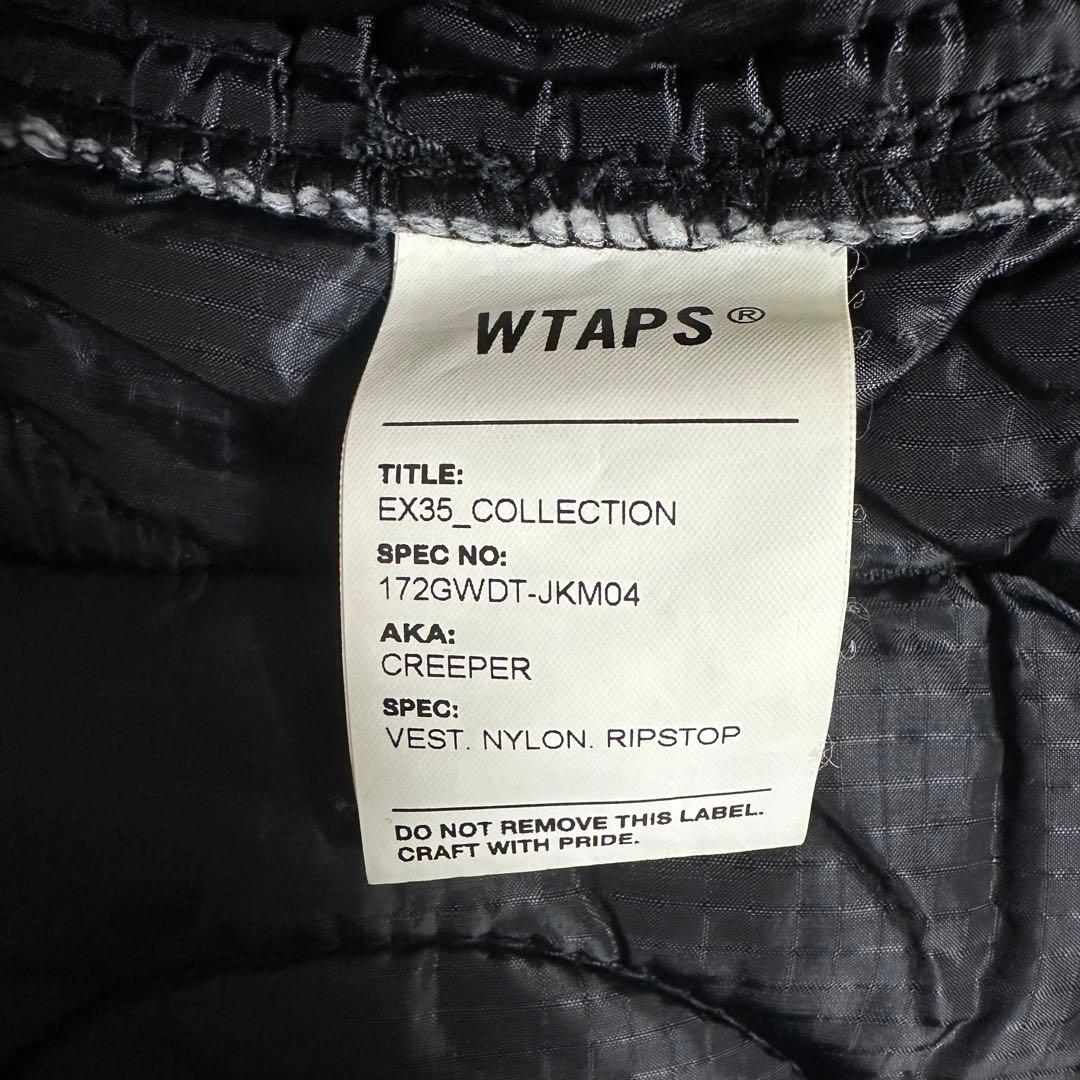 WTAPS®
TITLE:
EX35_COLLECTION
SPEC NO:
172GWDT-JKM04
AKA:
CREEPER
SPEC:
VEST. NYLON. RIPSTOP
DO NOT REMOVE THIS LABEL.
CRAFT WITH PRIDE.